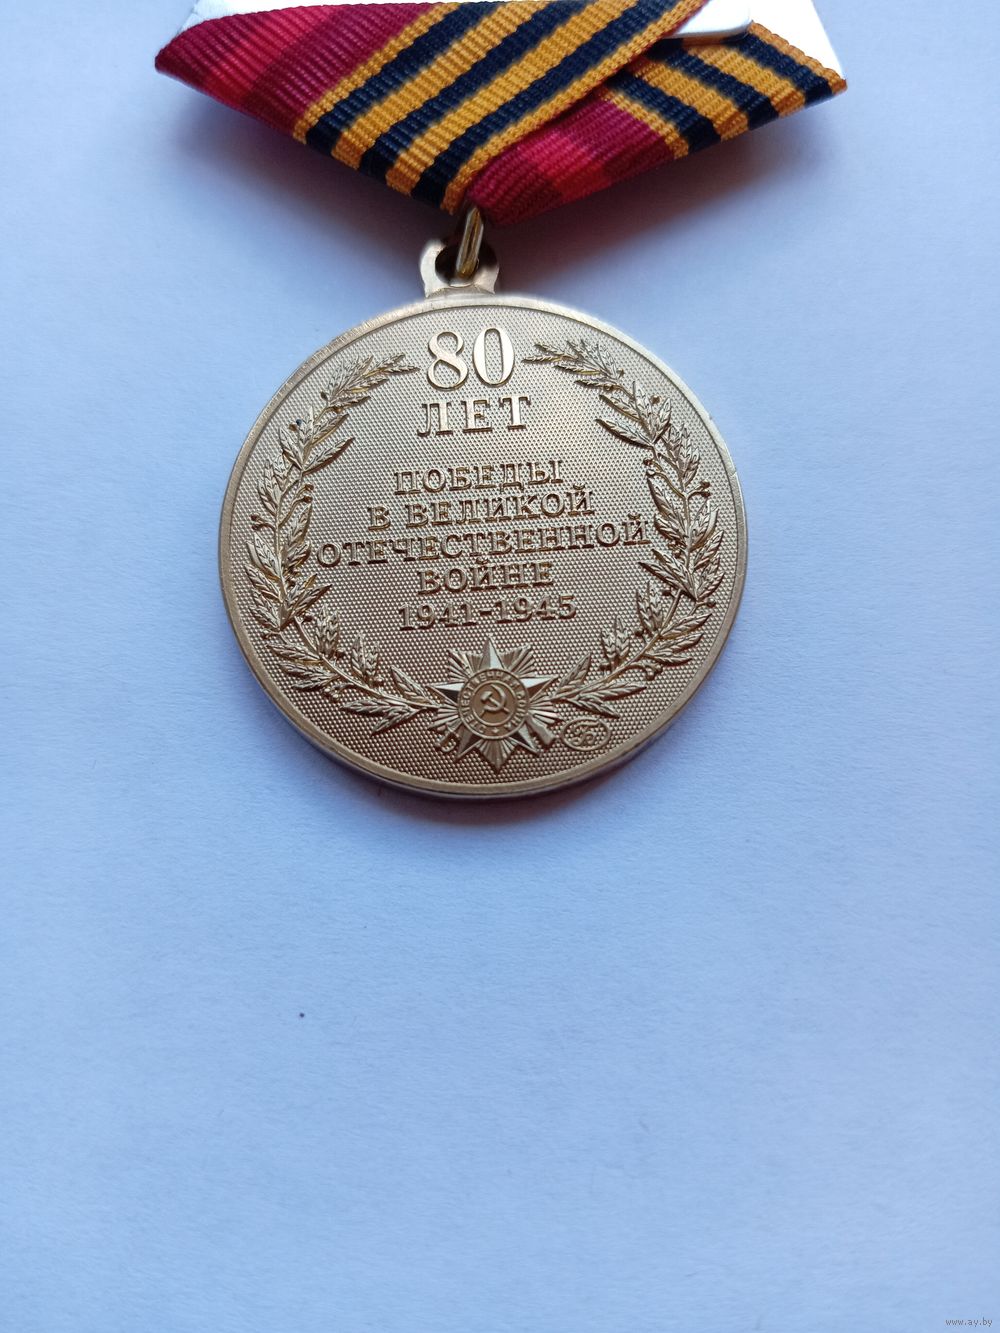 80
ЛЕТ
ПОБЕДЫ
В ВЕЛИКОЙ
ОТЕЧЕСТВЕННОЙ
ВОЙНЕ
1941-1945
www.ay.by